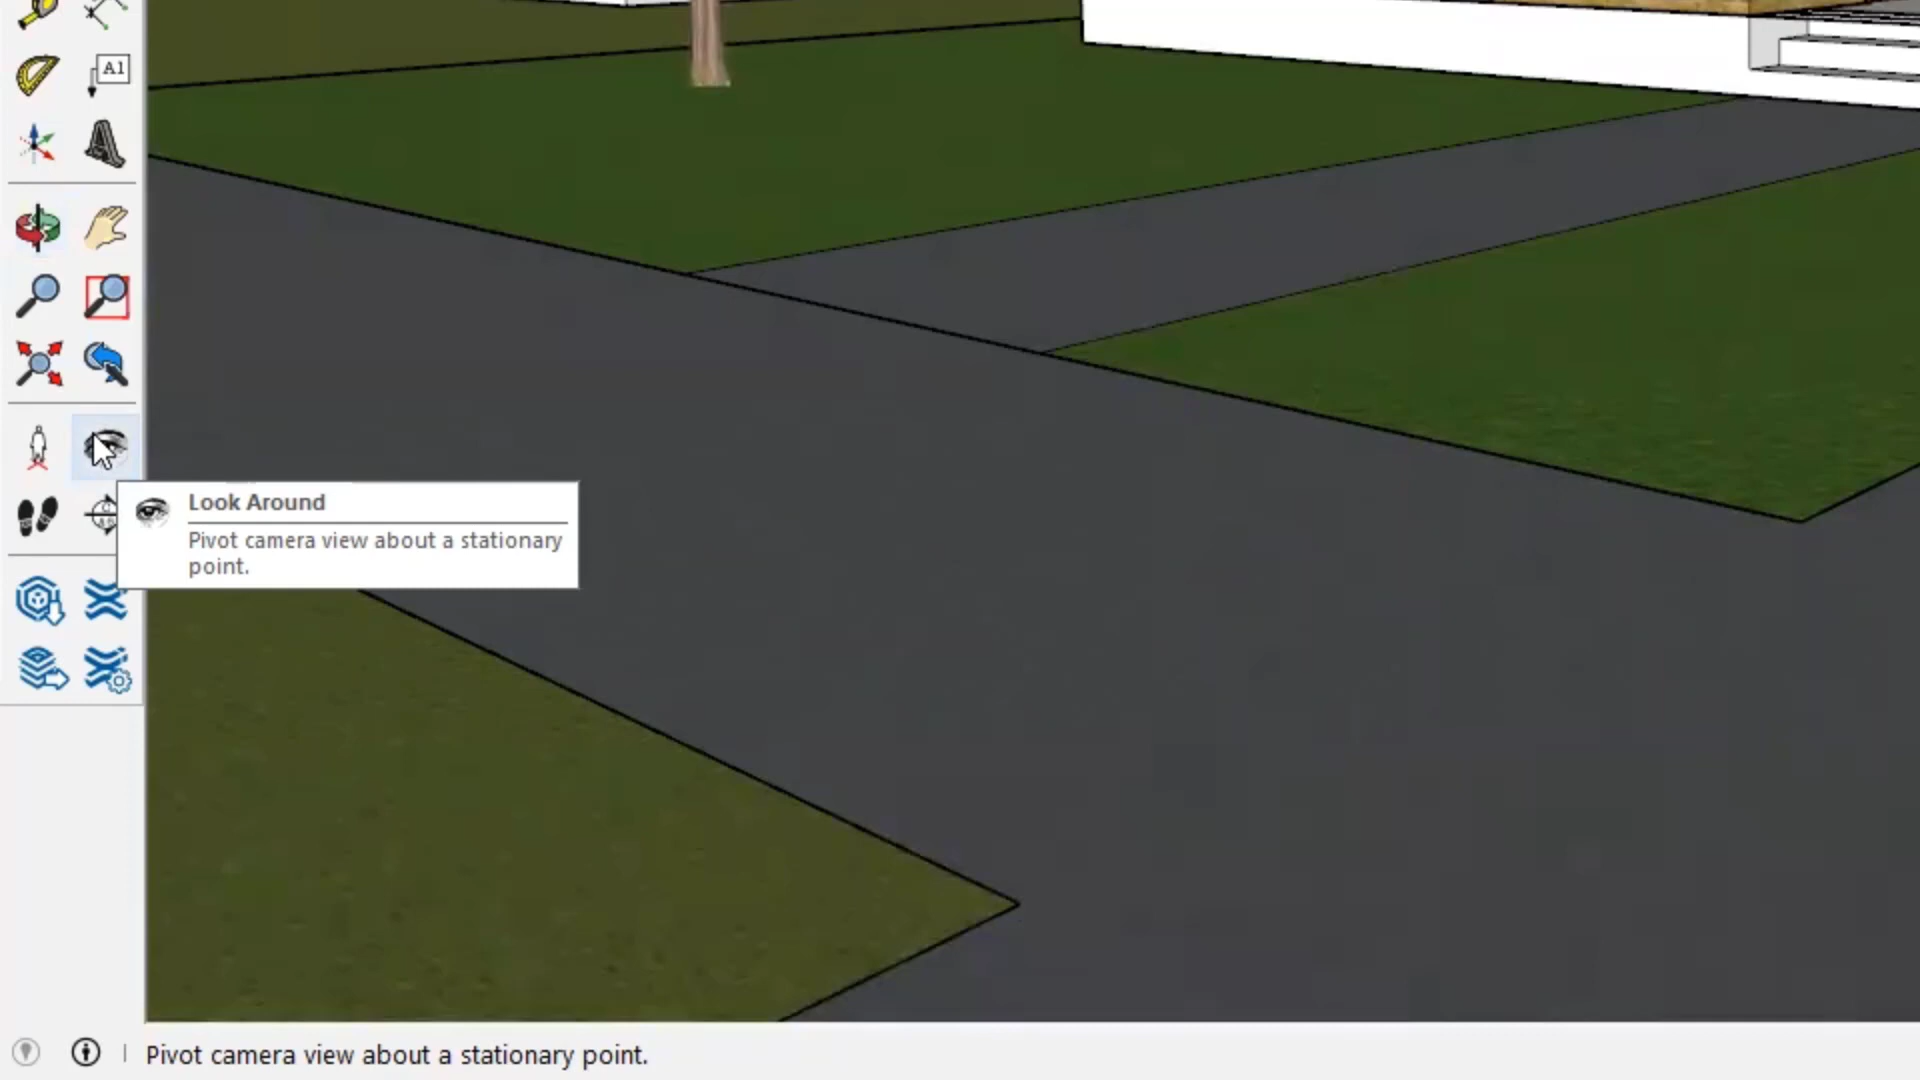 A1
Look Around
Pivot camera view about a stationary
point.
Pivot camera view about a stationary point.